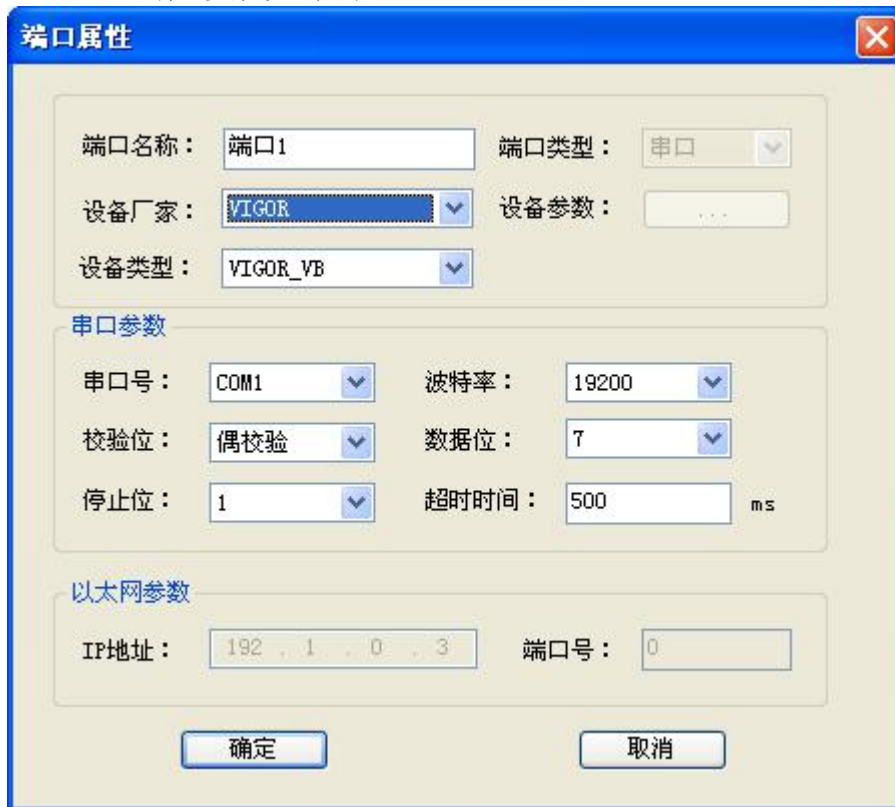 端口属性
端口名称： 端口1 端口类型： 串口
设备厂家： VIGOR 设备参数： ...
设备类型： VIGOR_VB
串口参数
串口号： COM1 波特率： 19200
校验位： 偶校验 数据位： 7
停止位： 1 超时时间： 500 ms
以太网参数
IP地址： 192 . 1 . 0 . 3 端口号： 0
确定 取消